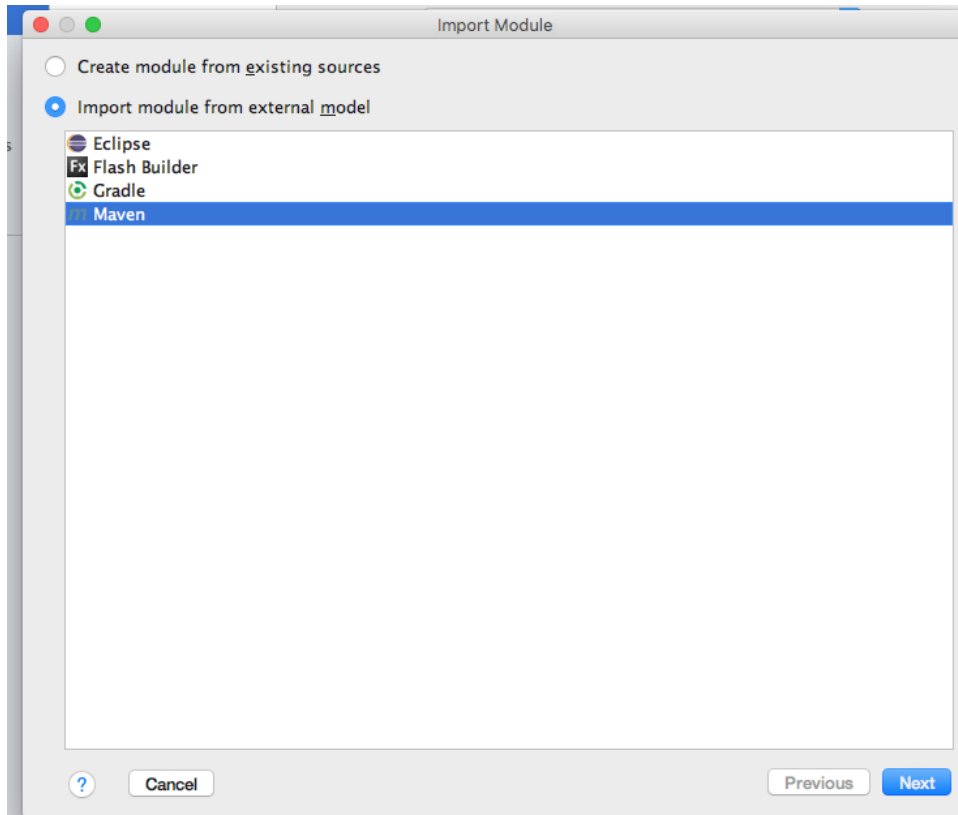 Import Module
Create module from existing sources
Import module from external model
s
Eclipse
Fx Flash Builder
Gradle
m Maven
?
Cancel
Previous
Next